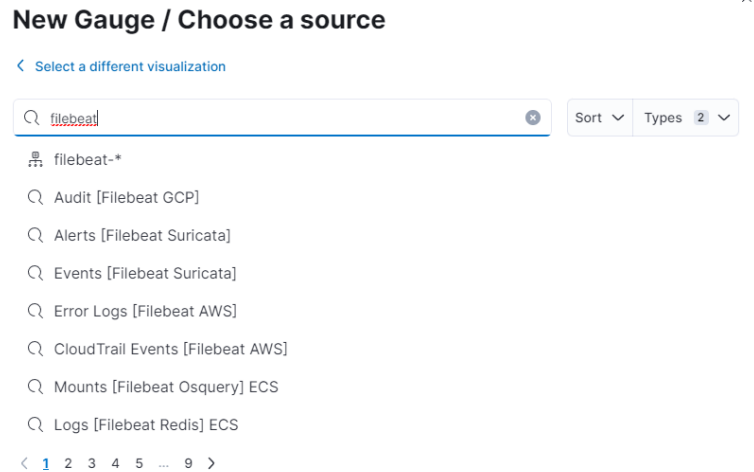 New Gauge / Choose a source
Select a different visualization
filebeat Sort Types 2
filebeat-*
Audit [Filebeat GCP]
Alerts [Filebeat Suricata]
Events [Filebeat Suricata]
Error Logs [Filebeat AWS]
CloudTrail Events [Filebeat AWS]
Mounts [Filebeat Osquery] ECS
Logs [Filebeat Redis] ECS
1 2 3 4 5 ... 9